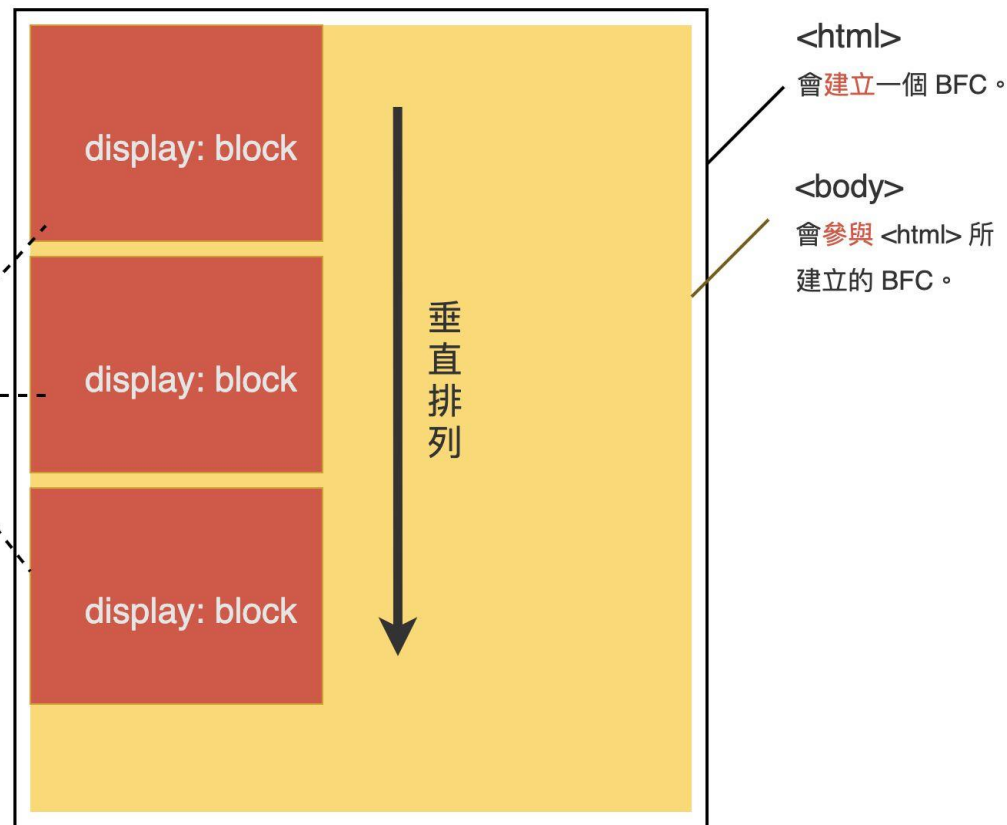 <html>
會建立一個 BFC。
<body>
會參與 <html> 所
建立的 BFC。
display: block
display: block
display: block
垂直排列